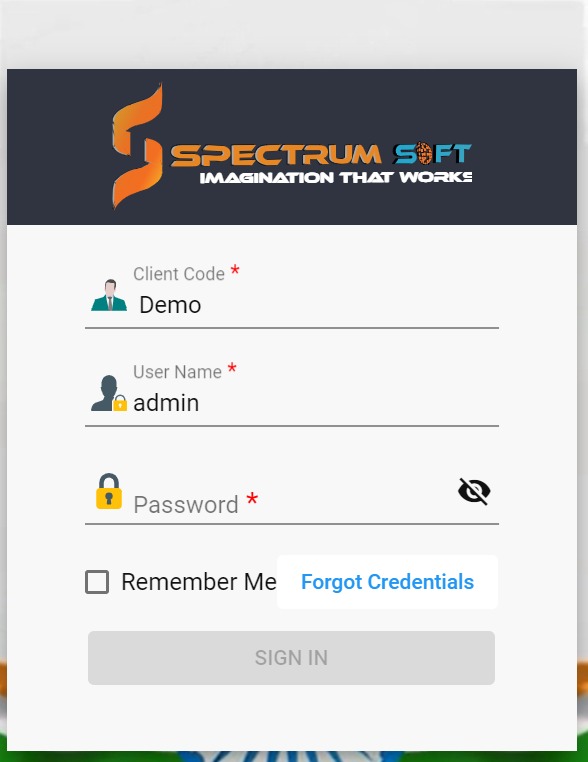 SPECTRUM SOFT
IMAGINATION THAT WORKS
Client Code *
Demo
User Name *
admin
Password *
Remember Me Forgot Credentials
SIGN IN